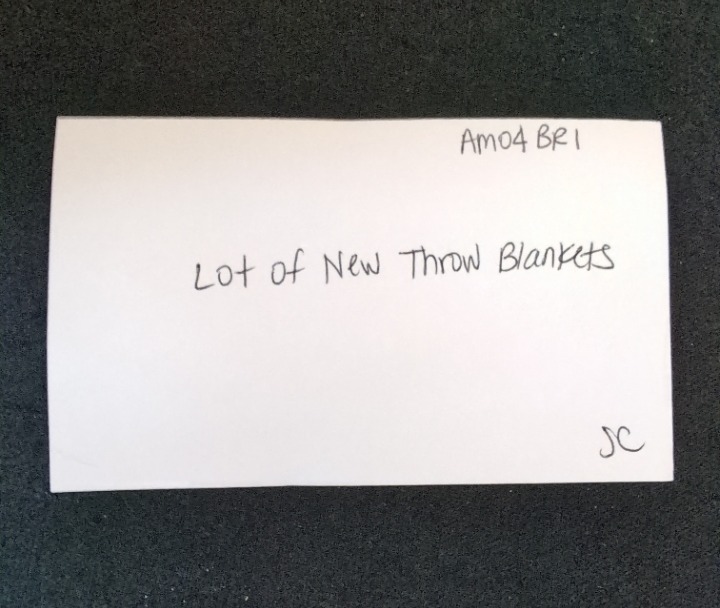 Am04 BR1
Lot of New Throw Blankets
JC